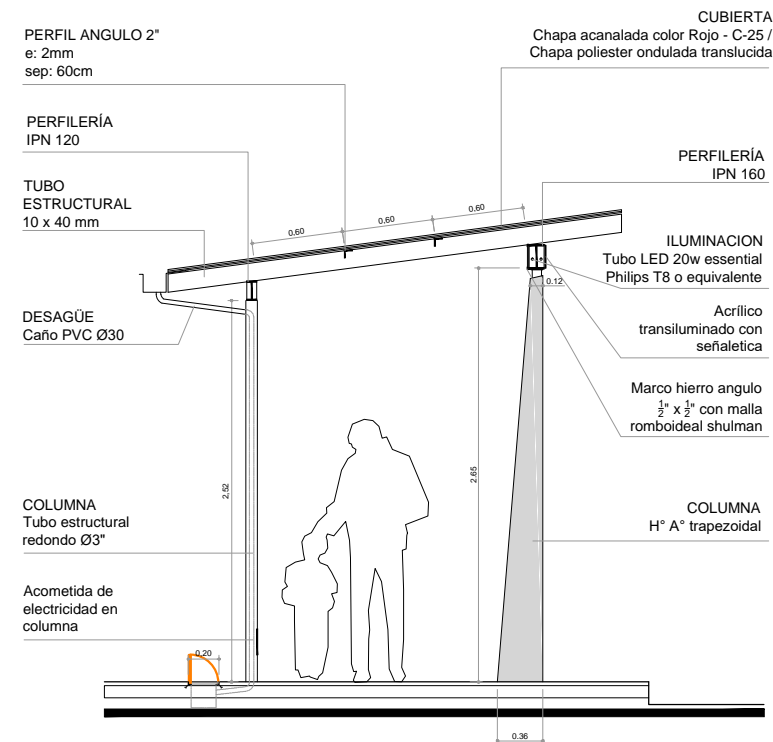 PERFIL ANGULO 2"
e: 2mm
sep: 60cm
PERFILERÍA
IPN 120
TUBO
ESTRUCTURAL
10 x 40 mm
DESAGÜE
Caño PVC Ø30
COLUMNA
Tubo estructural
redondo Ø3"
Acometida de
electricidad en
columna
CUBIERTA
Chapa acanalada color Rojo - C-25 /
Chapa poliester ondulada translucida
PERFILERÍA
IPN 160
ILUMINACION
Tubo LED 20w essential
Philips T8 o equivalente
Acrílico
transiluminado con
señaletica
Marco hierro angulo
1/2" x 1/2" con malla
romboideal shulman
COLUMNA
H° A° trapezoidal
0.60
0.60
0.60
0.12
2.52
2.65
0.20
0.36